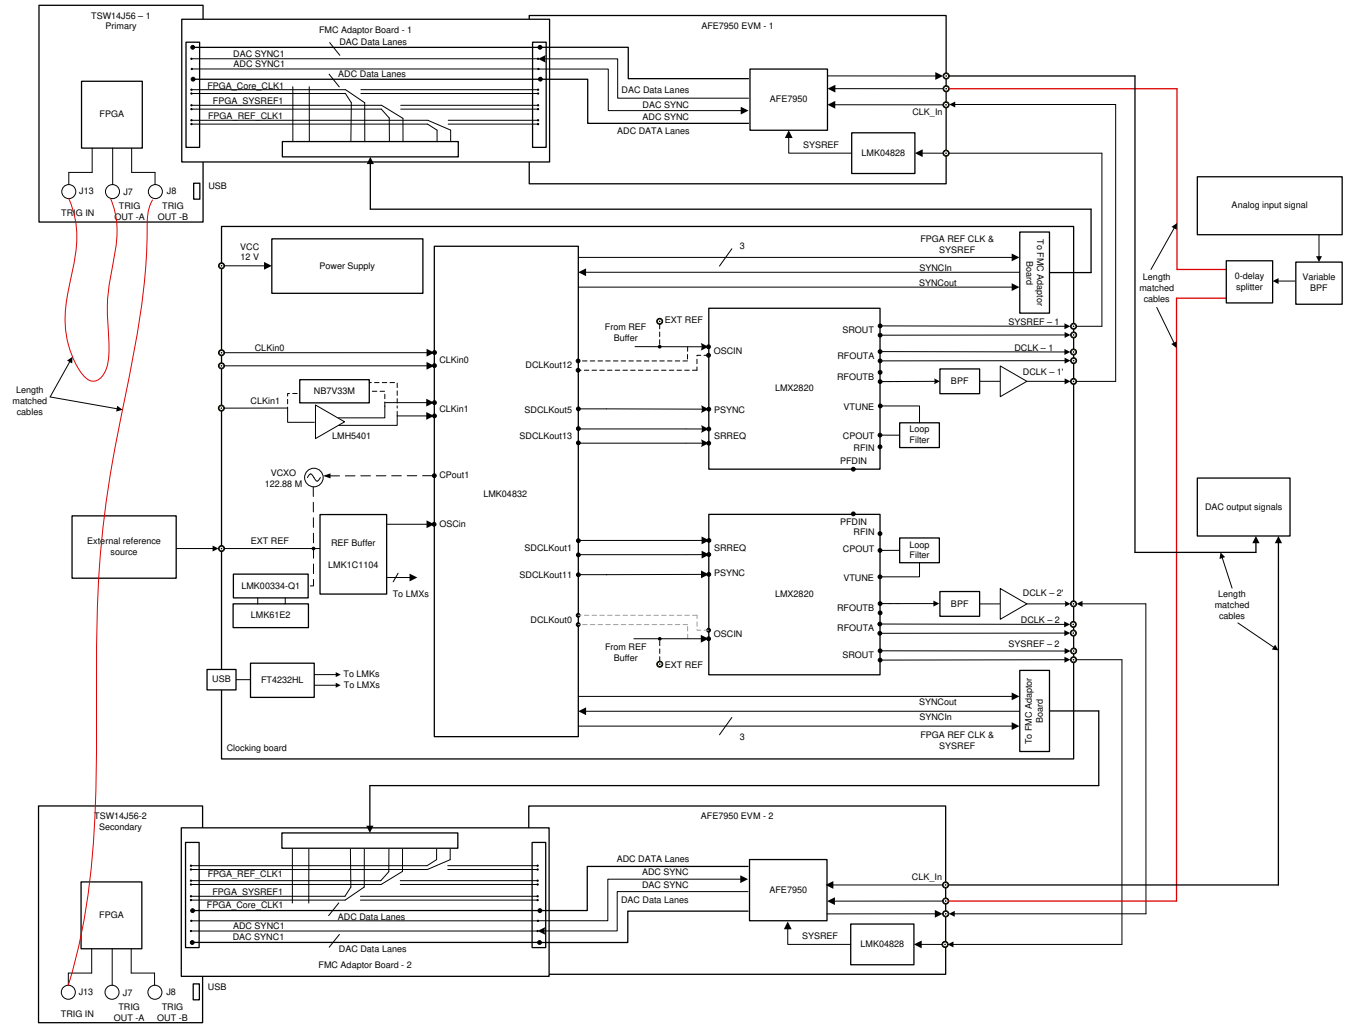 TSW14J56 – 1
Primary
FPGA
J13
J7
J8
TRIG IN
TRIG
OUT -A
TRIG
OUT -B
USB
FMC Adaptor Board - 1
DAC Data Lanes
DAC SYNC1
ADC SYNC1
ADC Data Lanes
FPGA_Core_CLK1
FPGA_SYSREF1
FPGA_REF_CLK1
AFE7950 EVM - 1
DAC Data Lanes
DAC SYNC
ADC SYNC
ADC DATA Lanes
AFE7950
CLK_In
SYSREF
LMK04828
Analog input signal
0-delay
splitter
Variable
BPF
Length
matched
cables
VCC
12 V
Power Supply
3
FPGA REF CLK &
SYSREF
SYNCIn
SYNCout
To FMC Adaptor
Board
CLKin0
CLKin0
CLKin1
NB7V33M
LMH5401
CLKin1
VCXO
122.88 M
CPout1
LMK04832
OSCin
EXT REF
REF Buffer
LMK1C1104
To LMXs
LMK00334-Q1
LMK61E2
External reference
source
USB
FT4232HL
To LMKs
To LMXs
Clocking board
Length
matched
cables
DCLKout12
SDCLKout5
SDCLKout13
SDCLKout1
SDCLKout11
DCLKout0
From REF
Buffer
EXT REF
OSCIN
PSYNC
SRREQ
LMX2820
SROUT
RFOUTA
RFOUTB
VTUNE
CPOUT
RFIN
PFDIN
BPF
Loop
Filter
SYSREF – 1
DCLK – 1
DCLK – 1'
PFDIN
RFIN
CPOUT
VTUNE
RFOUTB
RFOUTA
SROUT
SRREQ
PSYNC
LMX2820
OSCIN
From REF
Buffer
EXT REF
Loop
Filter
BPF
DCLK – 2'
DCLK – 2
SYSREF – 2
DAC output signals
Length
matched
cables
SYNCout
SYNCIn
3
FPGA REF CLK &
SYSREF
To FMC Adaptor
Board
TSW14J56-2
Secondary
FPGA
J13
J7
J8
TRIG IN
TRIG
OUT -A
TRIG
OUT -B
USB
FPGA_REF_CLK1
FPGA_SYSREF1
FPGA_Core_CLK1
ADC Data Lanes
ADC SYNC1
DAC SYNC1
DAC Data Lanes
FMC Adaptor Board - 2
AFE7950 EVM - 2
ADC DATA Lanes
ADC SYNC
DAC SYNC
DAC Data Lanes
AFE7950
CLK_In
SYSREF
LMK04828